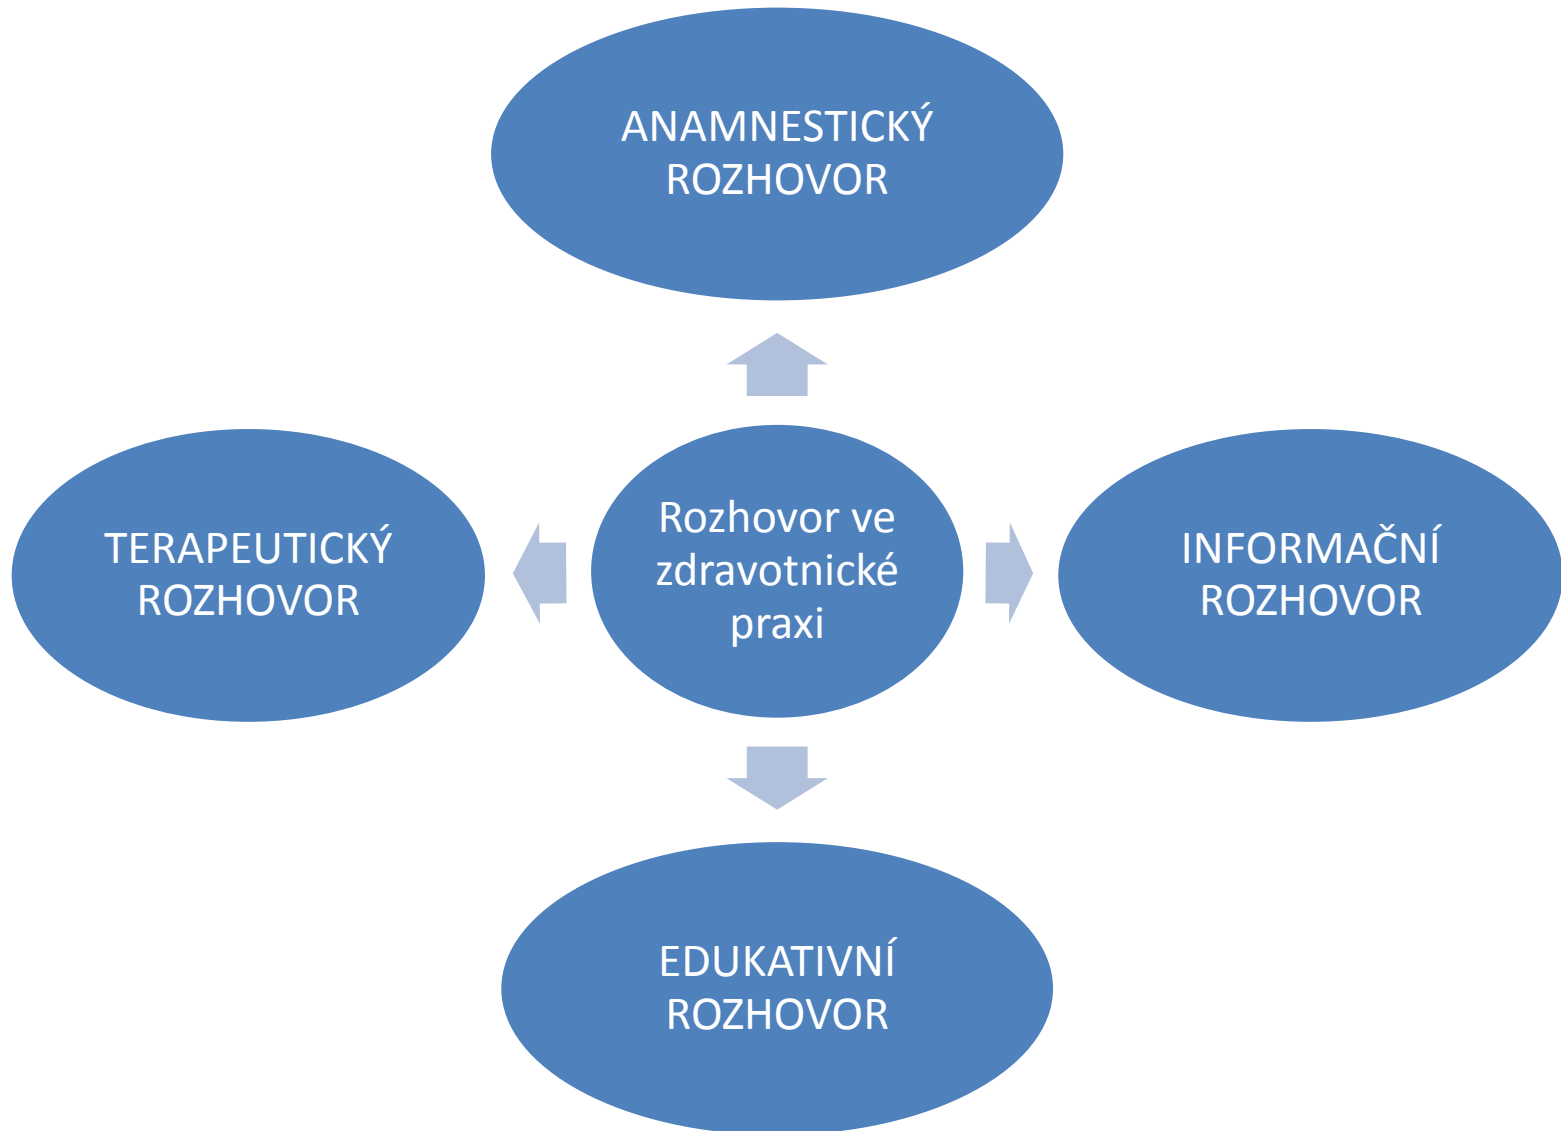 ANAMNESTICKÝ
ROZHOVOR
TERAPEUTICKÝ
ROZHOVOR
Rozhovor ve
zdravotnické
praxi
INFORMAČNÍ
ROZHOVOR
EDUKATIVNÍ
ROZHOVOR